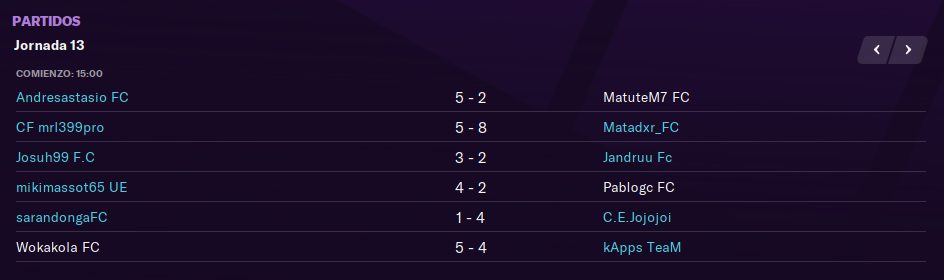 PARTIDOS
Jornada 13
COMIENZO: 15:00
Andresastasio FC 5 - 2 MatuteM7 FC
CF mrl399pro 5 - 8 Matadxr_FC
Josuh99 F.C 3 - 2 Jandruu Fc
mikimassot65 UE 4 - 2 Pablogc FC
sarandongaFC 1 - 4 C.E.Jojojoi
Wokakola FC 5 - 4 kApps TeaM